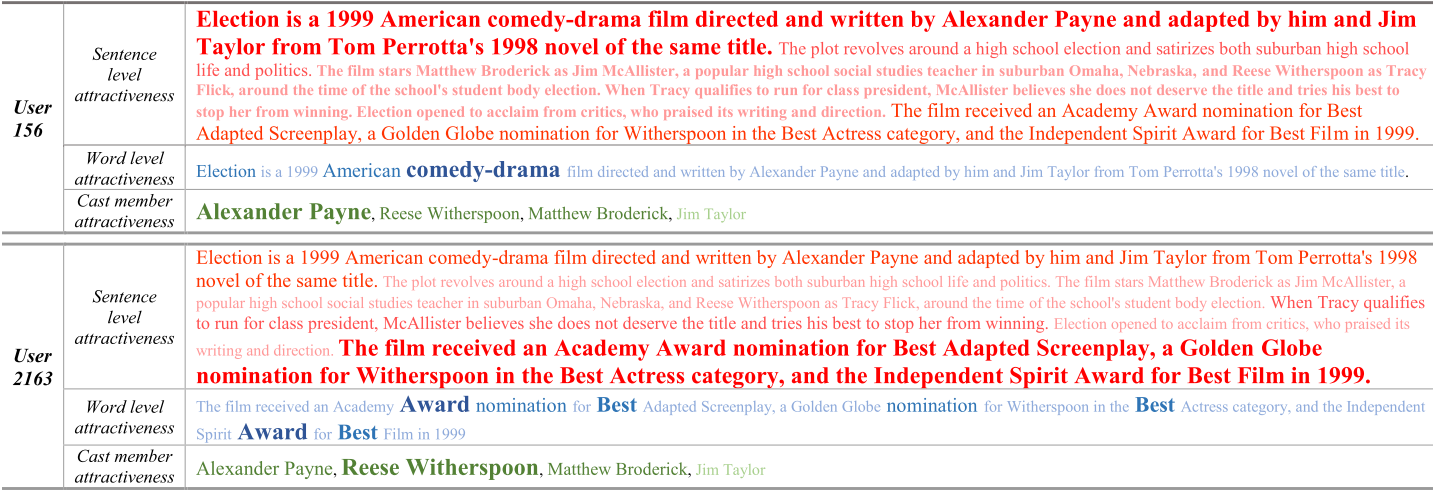 User
156
Sentence
level
attractiveness
Election is a 1999 American comedy-drama film directed and written by Alexander Payne and adapted by him and Jim
Taylor from Tom Perrotta's 1998 novel of the same title. The plot revolves around a high school election and satirizes both suburban high school
life and politics. The film stars Matthew Broderick as Jim McAllister, a popular high school social studies teacher in suburban Omaha, Nebraska, and Reese Witherspoon as Tracy
Flick, around the time of the school's student body election. When Tracy qualifies to run for class president, McAllister believes she does not deserve the title and tries his best to
stop her from winning. Election opened to acclaim from critics, who praised its writing and direction. The film received an Academy Award nomination for Best
Adapted Screenplay, a Golden Globe nomination for Witherspoon in the Best Actress category, and the Independent Spirit Award for Best Film in 1999.
Word level
attractiveness
Election is a 1999 American comedy-drama film directed and written by Alexander Payne and adapted by him and Jim Taylor from Tom Perrotta's 1998 novel of the same title.
Cast member
attractiveness
Alexander Payne, Reese Witherspoon, Matthew Broderick, Jim Taylor
User
2163
Sentence
level
attractiveness
Election is a 1999 American comedy-drama film directed and written by Alexander Payne and adapted by him and Jim Taylor from Tom Perrotta's 1998
novel of the same title. The plot revolves around a high school election and satirizes both suburban high school life and politics. The film stars Matthew Broderick as Jim McAllister, a
popular high school social studies teacher in suburban Omaha, Nebraska, and Reese Witherspoon as Tracy Flick, around the time of the school's student body election. When Tracy qualifies
to run for class president, McAllister believes she does not deserve the title and tries his best to stop her from winning. Election opened to acclaim from critics, who praised its
writing and direction. The film received an Academy Award nomination for Best Adapted Screenplay, a Golden Globe
nomination for Witherspoon in the Best Actress category, and the Independent Spirit Award for Best Film in 1999.
Word level
attractiveness
The film received an Academy Award nomination for Best Adapted Screenplay, a Golden Globe nomination for Witherspoon in the Best Actress category, and the Independent
Spirit Award for Best Film in 1999
Cast member
attractiveness
Alexander Payne, Reese Witherspoon, Matthew Broderick, Jim Taylor